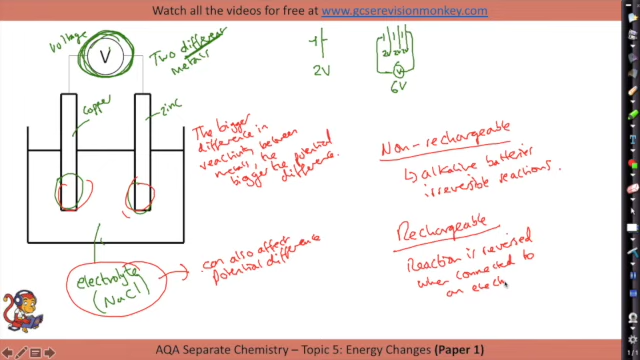 Watch all the videos for free at www.gcserevisionmonkey.com
Voltage
V
Two different
metals
copper
zinc
2V
2V 2V 2V
V
6V
The bigger
difference in
reactivity between
metals, the
bigger the potential
difference.
Non-rechargeable
↳ alkaline batteries
irreversible reactions.
electrolyte
(NaCl)
can also affect
potential difference
Rechargeable
Reaction is reversed
when connected to
an elect
AQA Separate Chemistry – Topic 5: Energy Changes (Paper 1)